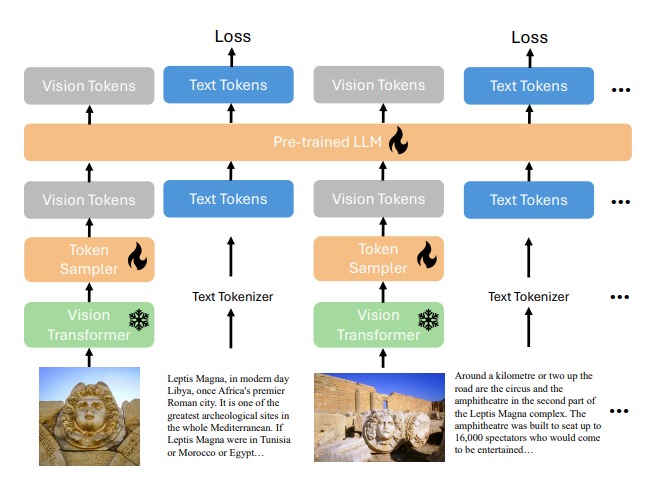 Loss
Loss
Vision Tokens
Text Tokens
Vision Tokens
Text Tokens
...
Pre-trained LLM
Vision Tokens
Text Tokens
Vision Tokens
Text Tokens
...
Token
Sampler
Token
Sampler
Vision
Transformer
Text Tokenizer
Vision
Transformer
Text Tokenizer
...
Leptis Magna, in modern day
Libya, once Africa's premier
Roman city. It is one of the
greatest archeological sites in
the whole Mediterranean. If
Leptis Magna were in Tunisia
or Morocco or Egypt…
Around a kilometre or two up the
road are the circus and the
amphitheatre in the second part of
the Leptis Magna complex. The
amphitheatre was built to seat up to
16,000 spectators who would come
to be entertained…
...